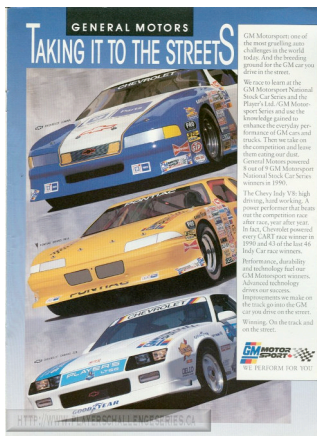 GENERAL MOTORS
TAKING IT TO THE STREETS
GM Motorsport: one of
the most gruelling auto
challenges in the world
today. And the breeding
ground for the GM car you
drive in the street.
We race to learn at the
GM Motorsport National
Stock Car Series and the
Player's Ltd. /GM Motor-
sport Series and use the
knowledge gained to
enhance the everyday per-
formance of GM cars and
trucks. Then we take on
the competition and leave
them eating our dust.
General Motors powered
8 out of 9 GM Motorsport
National Stock Car Series
winners in 1990.
The Chevy Indy V8: high
driving, hard working. A
power performer that beats
out the competition race
after race, year after year.
In fact, Chevrolet powered
every CART race winner in
1990 and 43 of the last 46
Indy Car race winners.
Performance, durability
and technology fuel our
GM Motorsport winners.
Advanced technology
drives our success.
Improvements we make on
the track go into the GM
car you drive on the street.
Winning. On the track and
on the street.
GM MOTOR
SPORT
WE PERFORM FOR YOU
CHEVROLET
PONTIAC
PONTIAC
CHEVROLET
PLAYER'S
GOODYEAR
HTTP://WWW.PLAYERSCHALLENGESERIES.CA